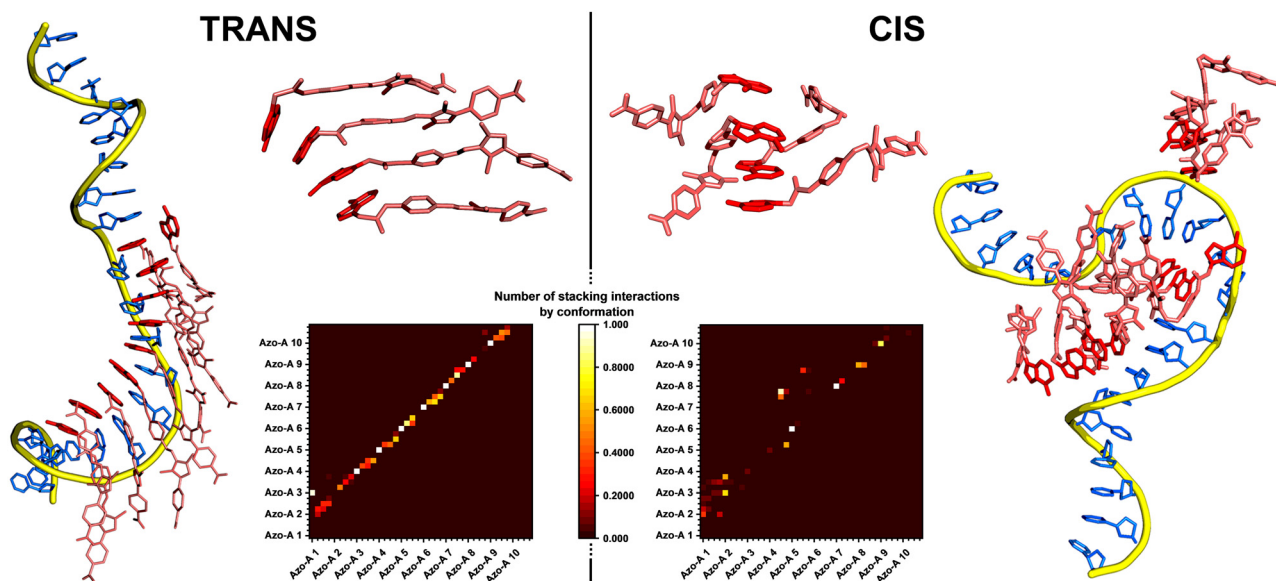 TRANS
CIS
Number of stacking interactions
by conformation
Azo-A 10
Azo-A 9
Azo-A 8
Azo-A 7
Azo-A 6
Azo-A 5
Azo-A 4
Azo-A 3
Azo-A 2
Azo-A 1
Azo-A 1
Azo-A 2
Azo-A 3
Azo-A 4
Azo-A 5
Azo-A 6
Azo-A 7
Azo-A 8
Azo-A 9
Azo-A 10
1.000
0.8000
0.6000
0.4000
0.2000
0.000
Azo-A 10
Azo-A 9
Azo-A 8
Azo-A 7
Azo-A 6
Azo-A 5
Azo-A 4
Azo-A 3
Azo-A 2
Azo-A 1
Azo-A 1
Azo-A 2
Azo-A 3
Azo-A 4
Azo-A 5
Azo-A 6
Azo-A 7
Azo-A 8
Azo-A 9
Azo-A 10